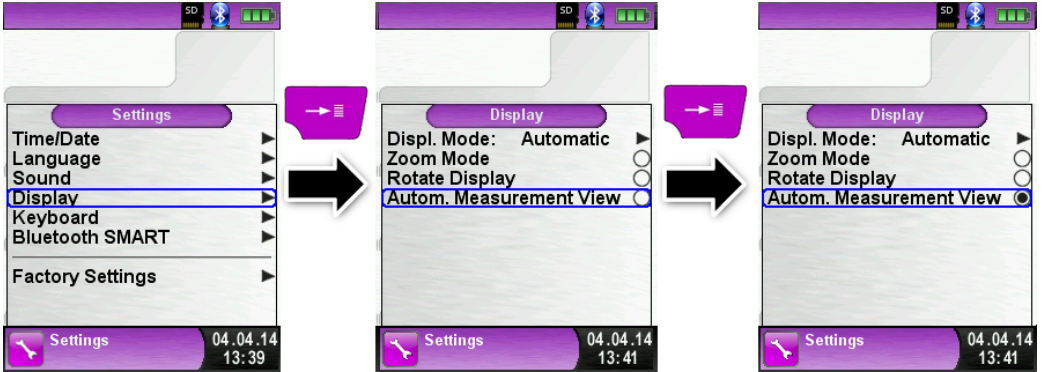 SD
Settings
Time/Date
Language
Sound
Display
Keyboard
Bluetooth SMART
Factory Settings
Settings
04.04.14
13:39
SD
Display
Displ. Mode: Automatic
Zoom Mode
Rotate Display
Autom. Measurement View
Settings
04.04.14
13:41
SD
Display
Displ. Mode: Automatic
Zoom Mode
Rotate Display
Autom. Measurement View
Settings
04.04.14
13:41